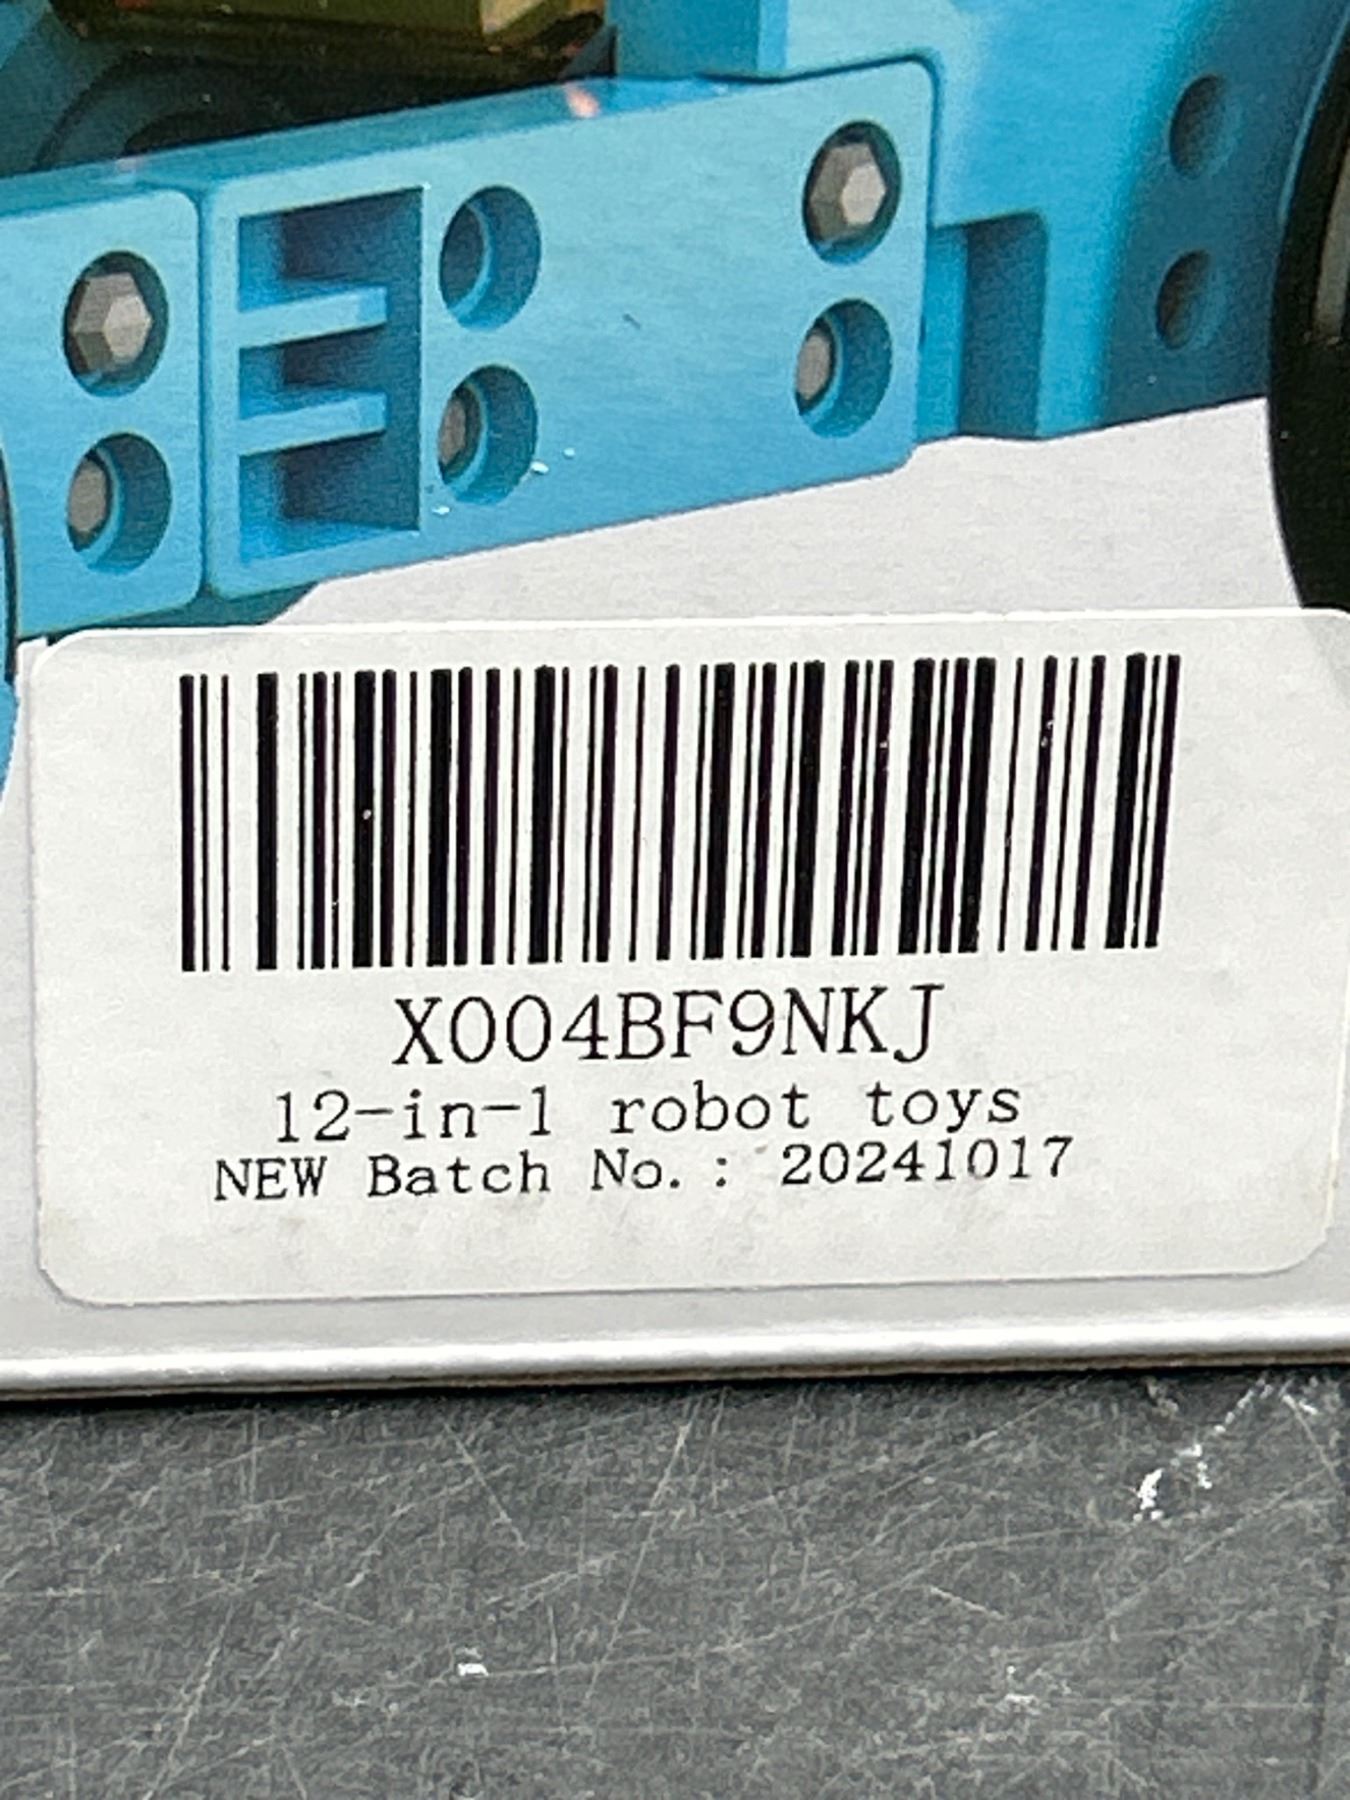 X004BF9NKJ
12-in-1 robot toys
NEW Batch No.: 20241017